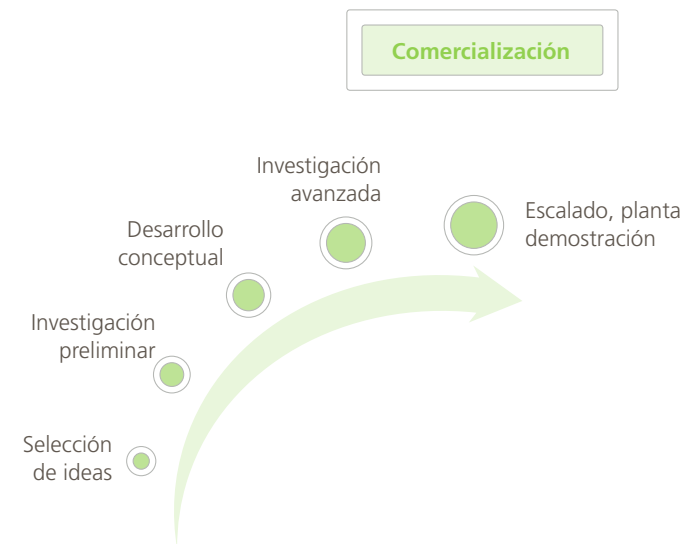 Comercialización
Investigación
avanzada
Escalado, planta
demostración
Desarrollo
conceptual
Investigación
preliminar
Selección
de ideas